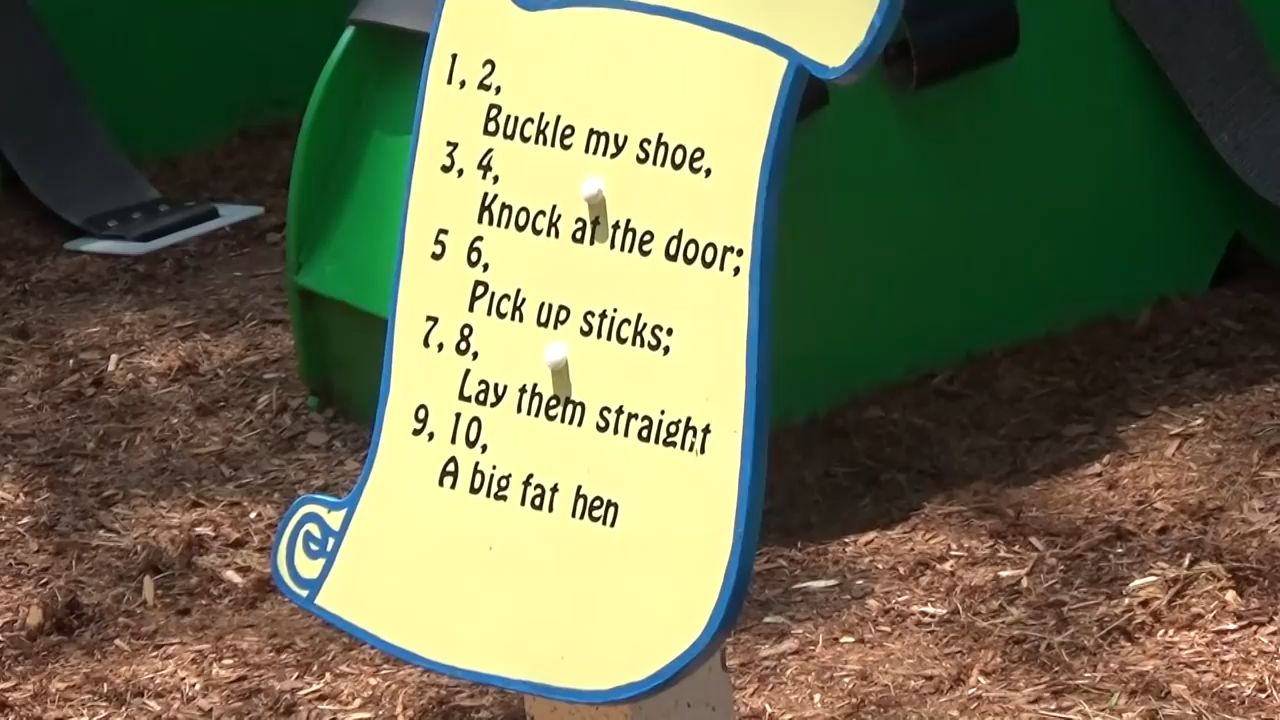 1, 2,
Buckle my shoe,
3, 4,
Knock at the door;
5 6,
Pick up sticks;
7, 8,
Lay them straight
9, 10,
A big fat hen